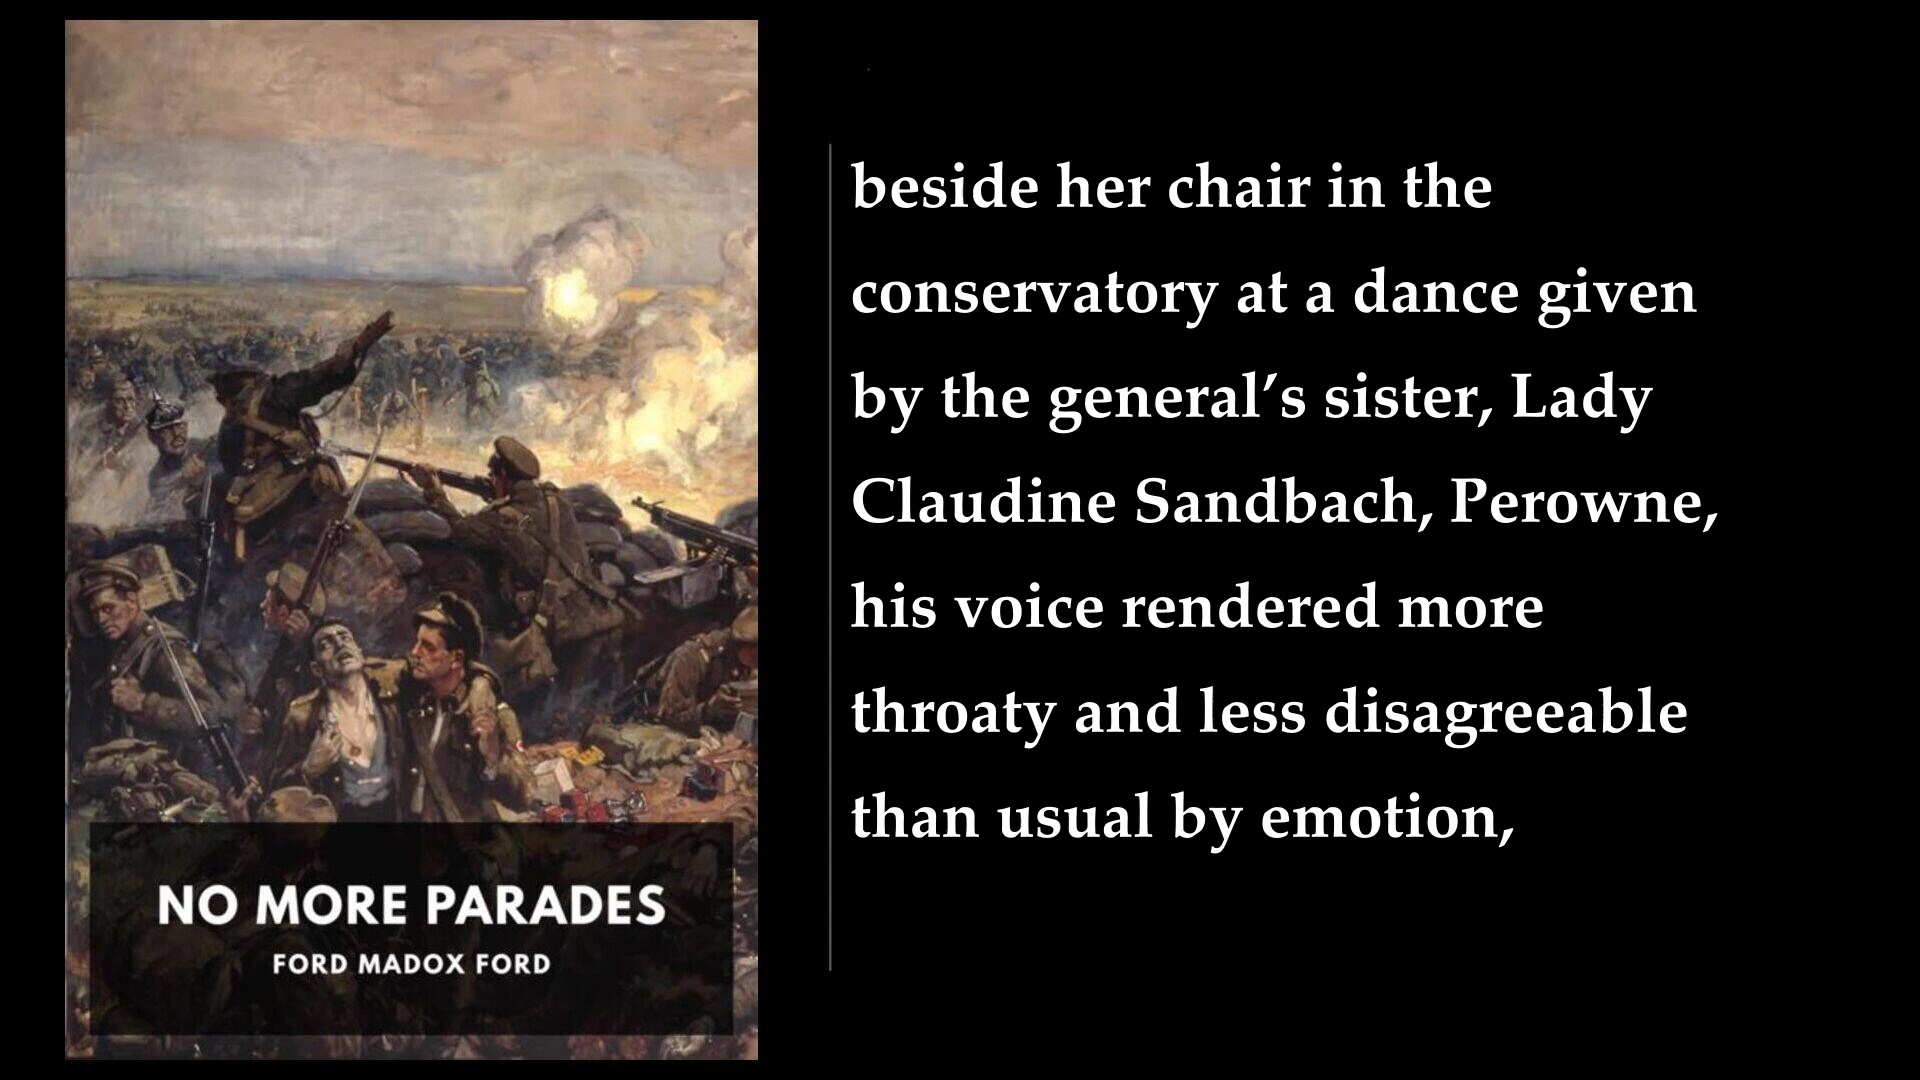 beside her chair in the
conservatory at a dance given
by the general’s sister, Lady
Claudine Sandbach, Perowne,
his voice rendered more
throaty and less disagreeable
than usual by emotion,
NO MORE PARADES
FORD MADOX FORD